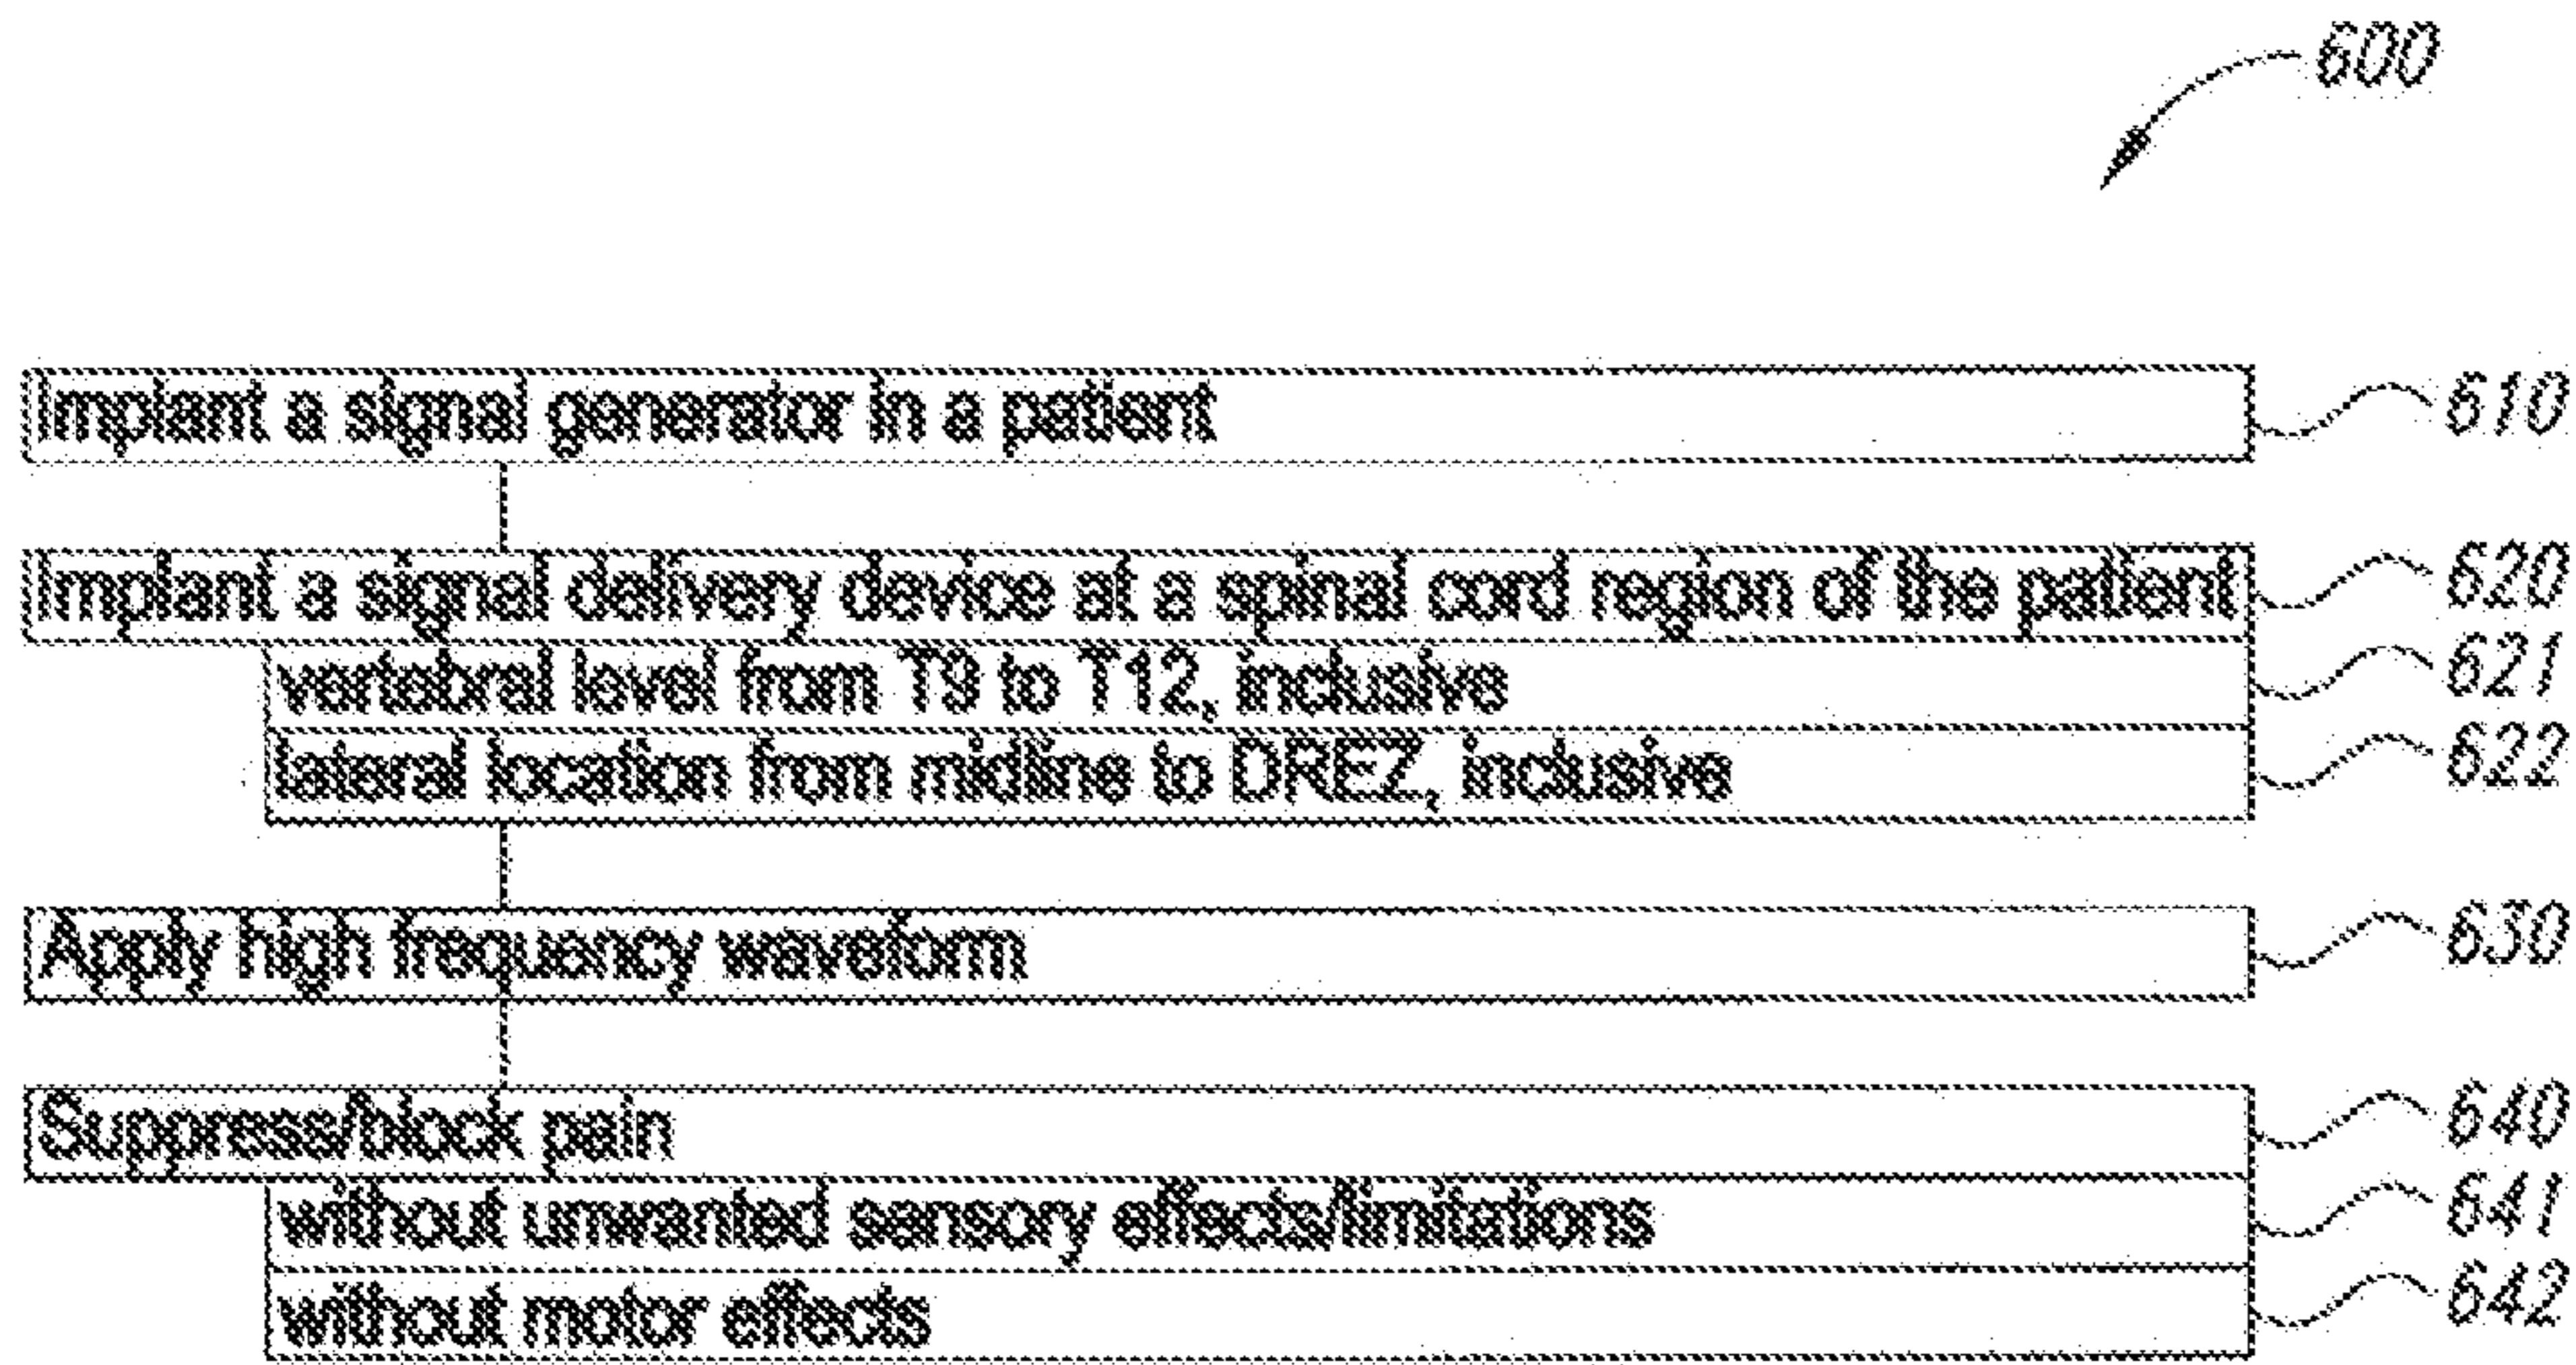 600
Implant a signal generator in a patient 610
Implant a signal delivery device at a spinal cord region of the patient 620
vertebral level from T9 to T12, inclusive 621
lateral location from midline to DREZ, inclusive 622
Apply high frequency waveform 630
Suppress/block pain 640
without unwanted sensory effects/limitations 641
without motor effects 642